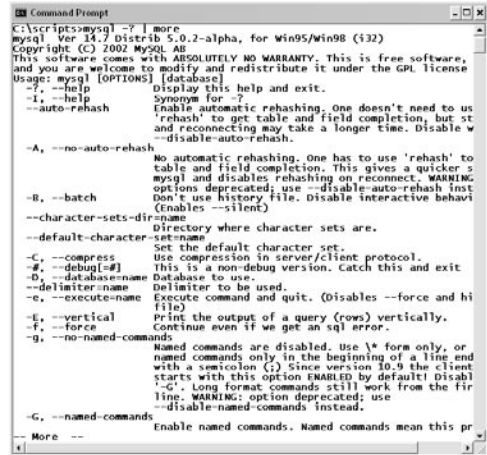 Command Prompt
C:\scripts>mysql -? | more
mysql  Ver 14.7 Distrib 5.0.2-alpha, for Win95/Win98 (i32)
Copyright (C) 2002 MySQL AB
This software comes with ABSOLUTELY NO WARRANTY. This is free software,
and you are welcome to modify and redistribute it under the GPL license
Usage: mysql [OPTIONS] [database]
-?, --help          Display this help and exit.
-I, --help          Synonym for -?
--auto-rehash       Enable automatic rehashing. One doesn't need to us
'rehash' to get table and field completion, but st
and reconnecting may take a longer time. Disable w
--disable-auto-rehash.
-A, --no-auto-rehash
No automatic rehashing. One has to use 'rehash' to
table and field completion. This gives a quicker s
mysql and disables rehashing on reconnect. WARNING
options deprecated; use --disable-auto-rehash inst
-B, --batch         Don't use history file. Disable interactive behavi
(Enables --silent)
--character-sets-dir=name
Directory where character sets are.
--default-character-set=name
Set the default character set.
-C, --compress      Use compression in server/client protocol.
-#, --debug[=#]     This is a non-debug version. Catch this and exit
-D, --database=name Database to use.
--delimiter=name    Delimiter to be used.
-e, --execute=name  Execute command and quit. (Disables --force and hi
file)
-E, --vertical      Print the output of a query (rows) vertically.
-f, --force         Continue even if we get an sql error.
-g, --no-named-commands
Named commands are disabled. Use \* form only, or
named commands only in the beginning of a line end
with a semicolon (;) Since version 10.9 the client
starts with this option ENABLED by default! Disabl
'-G'. Long format commands still work from the fir
line. WARNING: option deprecated; use
--disable-named-commands instead.
-G, --named-commands
Enable named commands. Named commands mean this pr
-- More  --